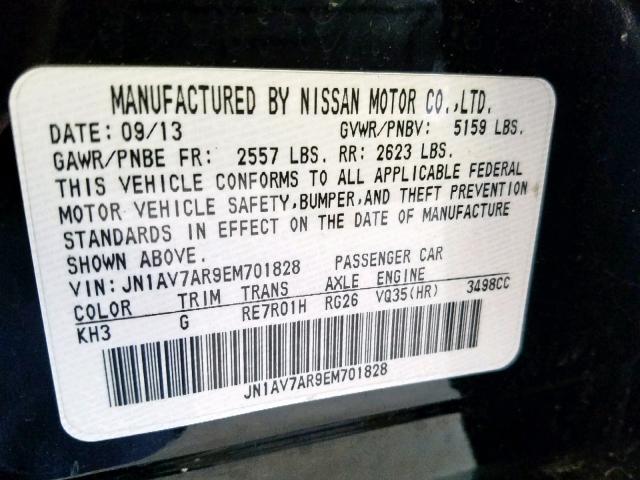 MANUFACTURED BY NISSAN MOTOR CO.,LTD.
DATE: 09/13 GVWR/PNBV: 5159 LBS.
GAWR/PNBE FR: 2557 LBS. RR: 2623 LBS.
THIS VEHICLE CONFORMS TO ALL APPLICABLE FEDERAL
MOTOR VEHICLE SAFETY,BUMPER,AND THEFT PREVENTION
STANDARDS IN EFFECT ON THE DATE OF MANUFACTURE
SHOWN ABOVE.
VIN: JN1AV7AR9EM701828 PASSENGER CAR
COLOR TRIM TRANS AXLE ENGINE
KH3 G RE7R01H RG26 VQ35(HR) 3498CC
JN1AV7AR9EM701828